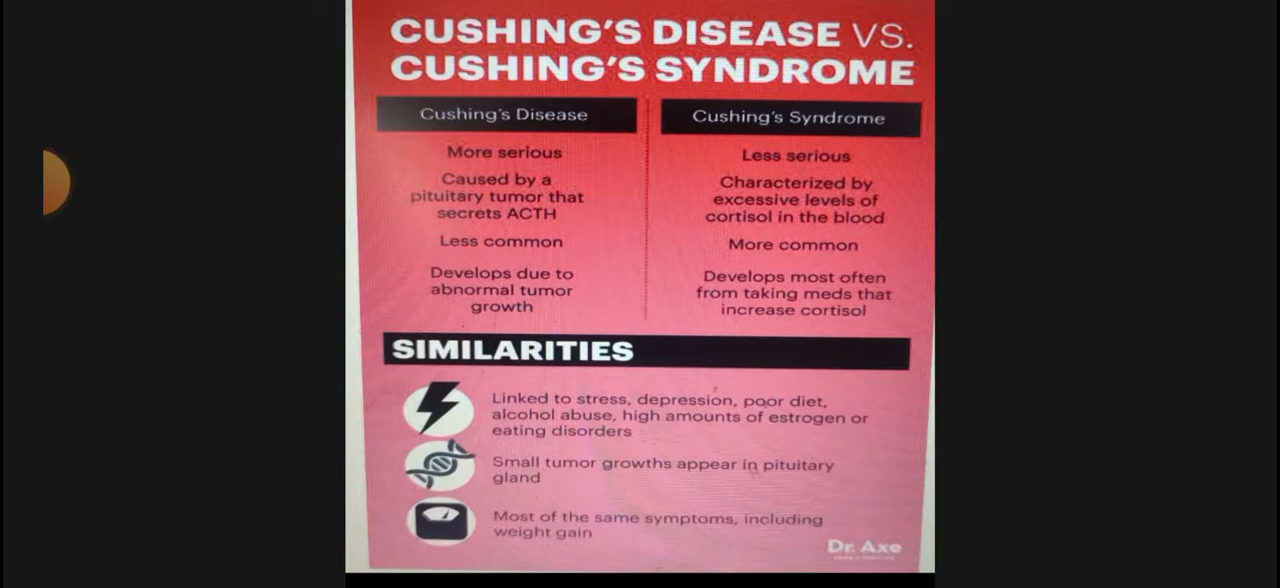 CUSHING'S DISEASE VS.
CUSHING'S SYNDROME
Cushing's Disease
More serious
Caused by a
pituitary tumor that
secrets ACTH
Less common
Develops due to
abnormal tumor
growth
Cushing's Syndrome
Less serious
Characterized by
excessive levels of
cortisol in the blood
More common
Develops most often
from taking meds that
increase cortisol
SIMILARITIES
Linked to stress, depression, poor diet,
alcohol abuse, high amounts of estrogen or
eating disorders
Small tumor growths appear in pituitary
gland
Most of the same symptoms, including
weight gain
Dr. Axe